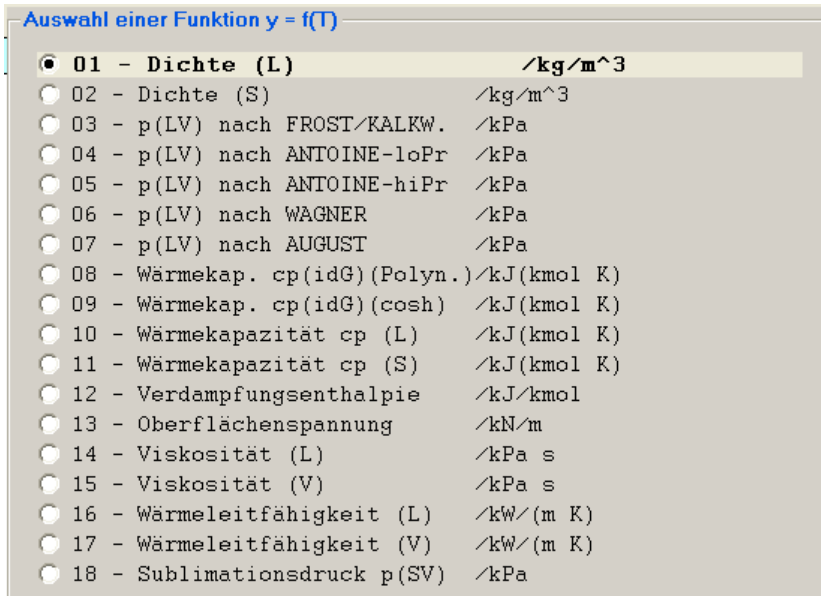 Auswahl einer Funktion y = f(T)
01 - Dichte (L) /kg/m^3
02 - Dichte (S) /kg/m^3
03 - p(LV) nach FROST/KALKW. /kPa
04 - p(LV) nach ANTOINE-loPr /kPa
05 - p(LV) nach ANTOINE-hiPr /kPa
06 - p(LV) nach WAGNER /kPa
07 - p(LV) nach AUGUST /kPa
08 - Wärmekap. cp(idG)(Polyn.)/kJ(kmol K)
09 - Wärmekap. cp(idG)(cosh) /kJ(kmol K)
10 - Wärmekapazität cp (L) /kJ(kmol K)
11 - Wärmekapazität cp (S) /kJ(kmol K)
12 - Verdampfungsenthalpie /kJ/kmol
13 - Oberflächenspannung /kN/m
14 - Viskosität (L) /kPa s
15 - Viskosität (V) /kPa s
16 - Wärmeleitfähigkeit (L) /kW/(m K)
17 - Wärmeleitfähigkeit (V) /kW/(m K)
18 - Sublimationsdruck p(SV) /kPa